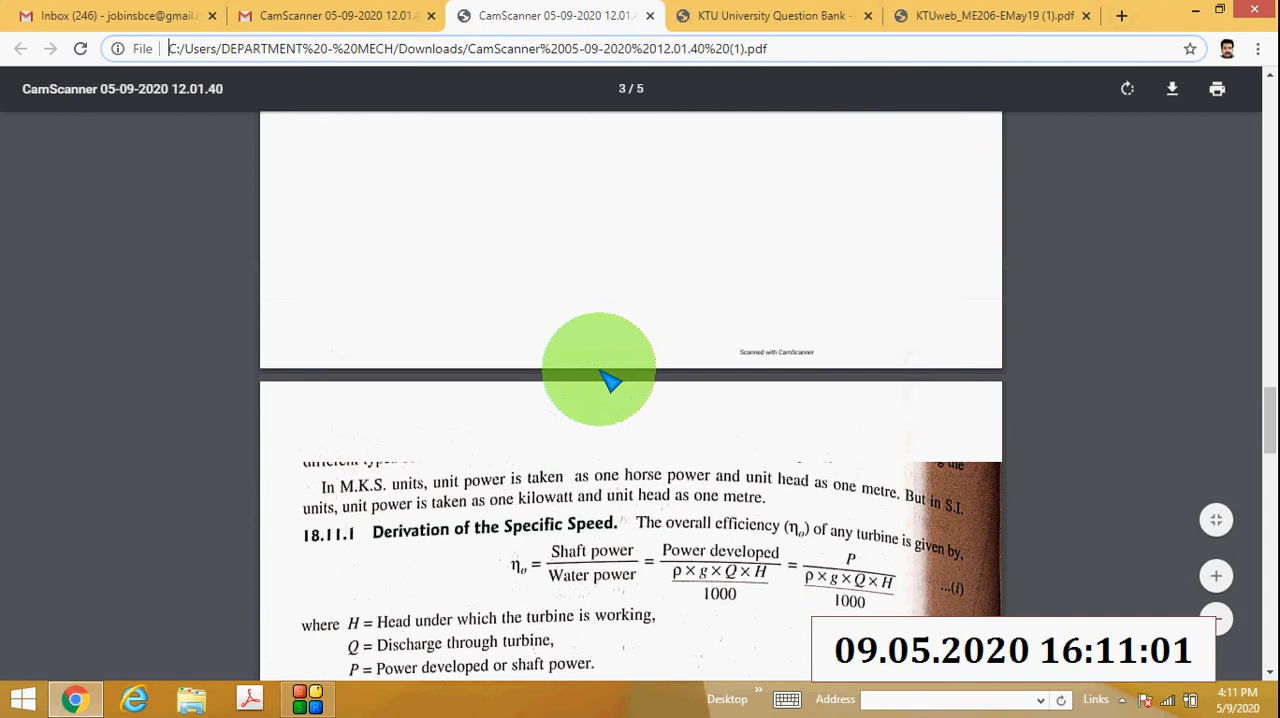 Inbox (246) - jobinsbce@gmail.
CamScanner 05-09-2020 12.01.
CamScanner 05-09-2020 12.01.
KTU University Question Bank -
KTUweb_ME206-EMay19 (1).pdf
File
C:/Users/DEPARTMENT%20-%20MECH/Downloads/CamScanner%2005-09-2020%2012.01.40%20(1).pdf
CamScanner 05-09-2020 12.01.40
3 / 5
Scanned with CamScanner
In M.K.S. units, unit power is taken as one horse power and unit head as one metre. But in S.I.
units, unit power is taken as one kilowatt and unit head as one metre.
18.11.1 Derivation of the Specific Speed. The overall efficiency (ηo) of any turbine is given by,
ηo = Shaft power / Water power = Power developed / (ρ × g × Q × H / 1000) = P / (ρ × g × Q × H / 1000) ...(i)
where H = Head under which the turbine is working,
Q = Discharge through turbine,
P = Power developed or shaft power.
09.05.2020 16:11:01
Desktop
Address
Links
4:11 PM
5/9/2020